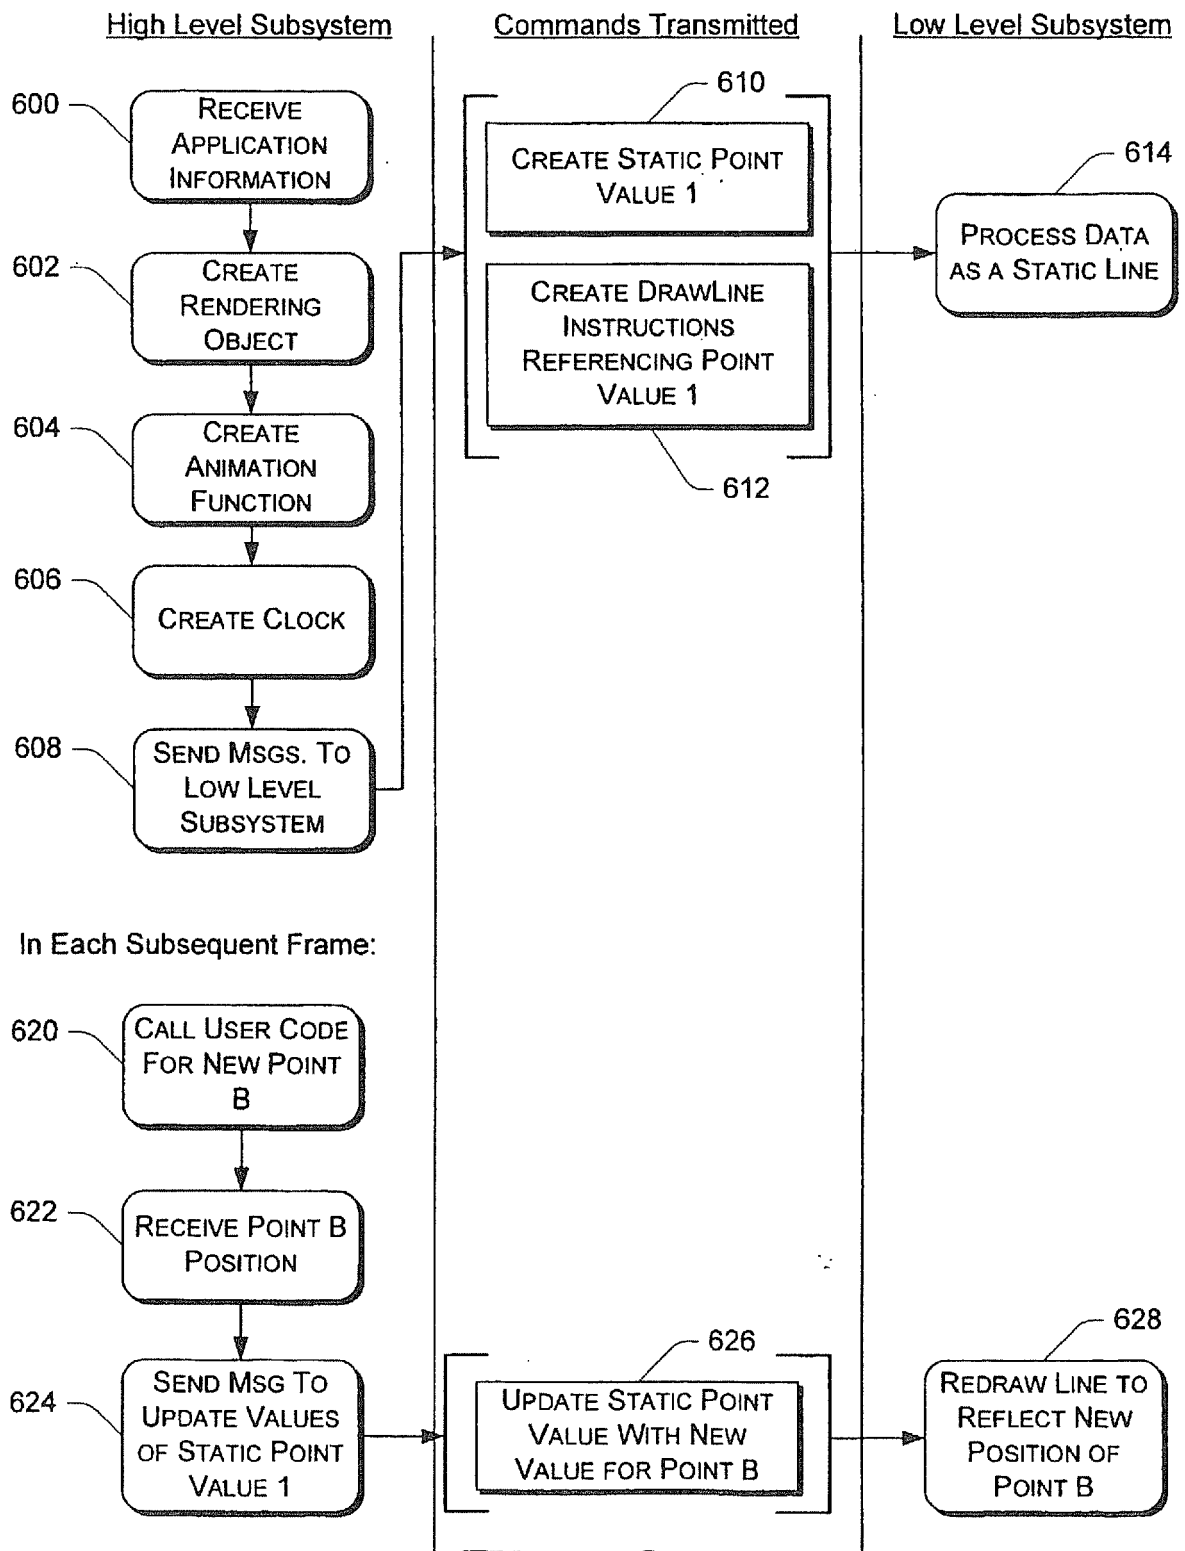 High Level Subsystem
Commands Transmitted
Low Level Subsystem
600
RECEIVE
APPLICATION
INFORMATION
602
CREATE
RENDERING
OBJECT
604
CREATE
ANIMATION
FUNCTION
606
CREATE CLOCK
608
SEND MSGS. TO
LOW LEVEL
SUBSYSTEM
610
CREATE STATIC POINT
VALUE 1
CREATE DRAWLINE
INSTRUCTIONS
REFERENCING POINT
VALUE 1
612
614
PROCESS DATA
AS A STATIC LINE
In Each Subsequent Frame:
620
CALL USER CODE
FOR NEW POINT
B
622
RECEIVE POINT B
POSITION
624
SEND MSG TO
UPDATE VALUES
OF STATIC POINT
VALUE 1
626
UPDATE STATIC POINT
VALUE WITH NEW
VALUE FOR POINT B
628
REDRAW LINE TO
REFLECT NEW
POSITION OF
POINT B